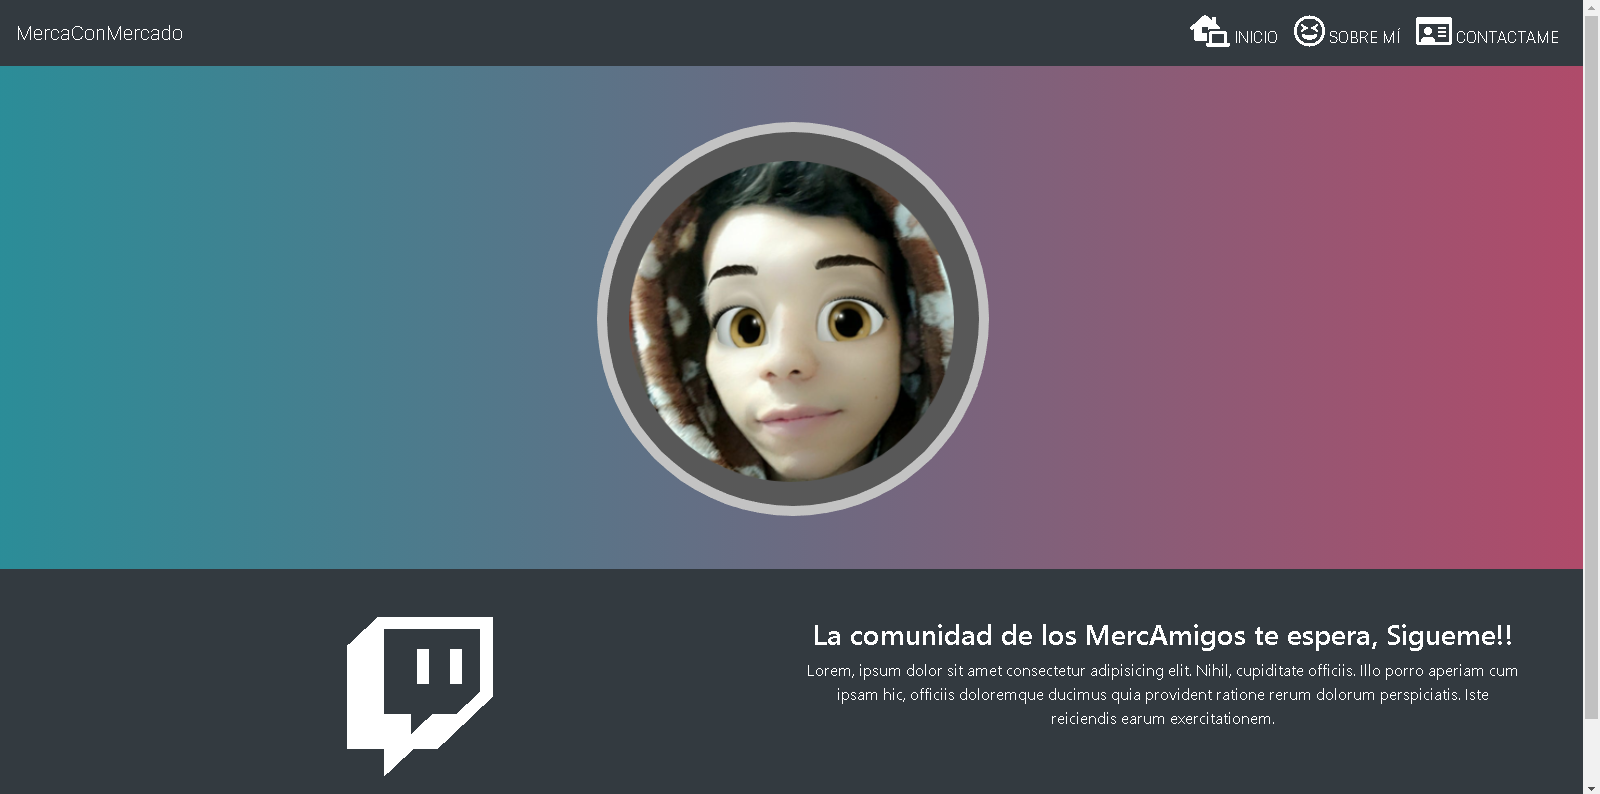 MercaConMercado
INICIO
SOBRE MÍ
CONTACTAME
La comunidad de los MercAmigos te espera, Sigueme!!
Lorem, ipsum dolor sit amet consectetur adipisicing elit. Nihil, cupiditate officiis. Illo porro aperiam cum
ipsam hic, officiis doloremque ducimus quia provident ratione rerum dolorum perspiciatis. Iste
reiciendis earum exercitationem.